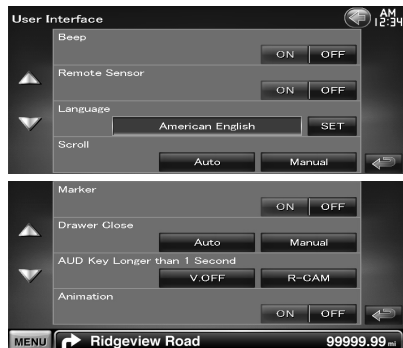 User Interface
AM
12:34
Beep
ON OFF
Remote Sensor
ON OFF
Language
American English SET
Scroll
Auto Manual
Marker
ON OFF
Drawer Close
Auto Manual
AUD Key Longer than 1 Second
V.OFF R-CAM
Animation
ON OFF
MENU Ridgeview Road 99999.99 mi